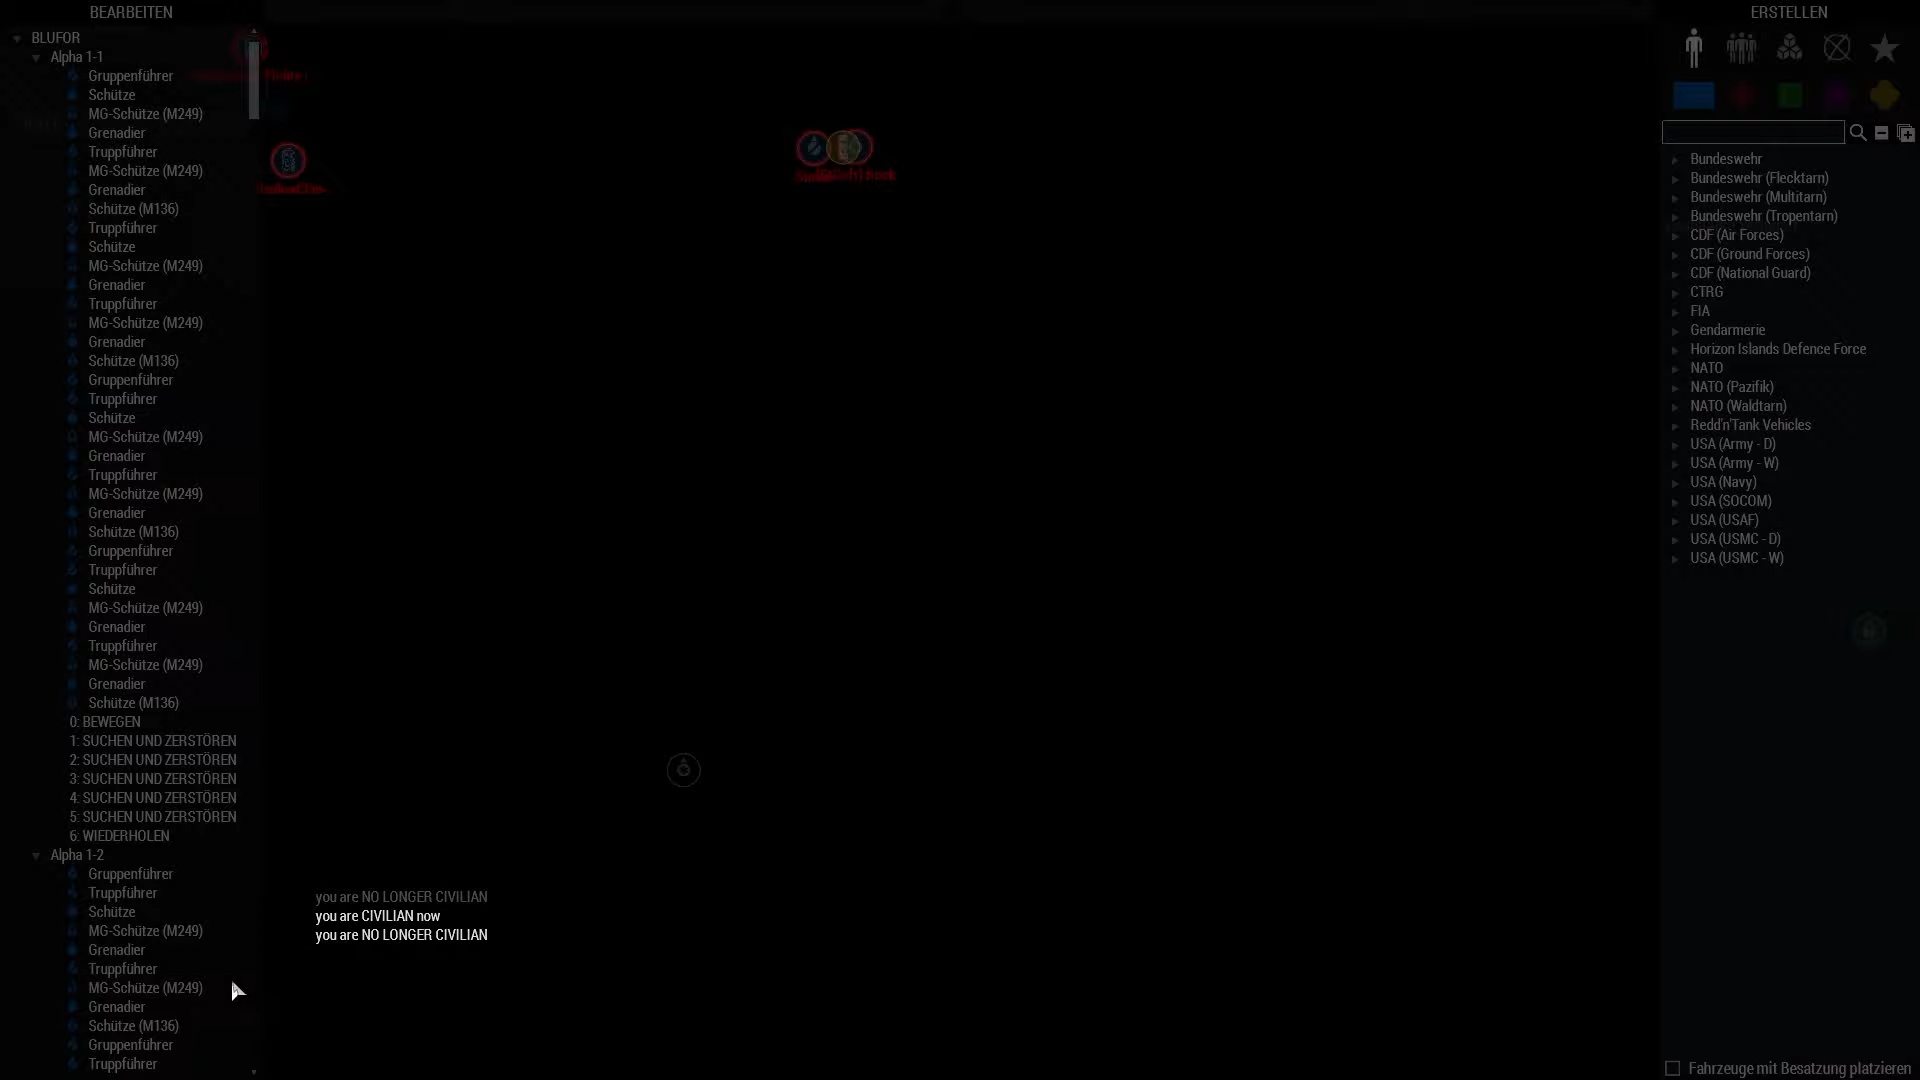 BEARBEITEN
BLUFOR
Alpha 1-1
Gruppenführer
Schütze
MG-Schütze (M249)
Grenadier
Truppführer
MG-Schütze (M249)
Grenadier
Schütze (M136)
Truppführer
Schütze
MG-Schütze (M249)
Grenadier
Truppführer
MG-Schütze (M249)
Grenadier
Schütze (M136)
Gruppenführer
Truppführer
Schütze
MG-Schütze (M249)
Grenadier
Truppführer
MG-Schütze (M249)
Grenadier
Schütze (M136)
Gruppenführer
Truppführer
Schütze
MG-Schütze (M249)
Grenadier
Truppführer
MG-Schütze (M249)
Grenadier
Schütze (M136)
0: BEWEGEN
1: SUCHEN UND ZERSTÖREN
2: SUCHEN UND ZERSTÖREN
3: SUCHEN UND ZERSTÖREN
4: SUCHEN UND ZERSTÖREN
5: SUCHEN UND ZERSTÖREN
6: WIEDERHOLEN
Alpha 1-2
Gruppenführer
Truppführer
Schütze
MG-Schütze (M249)
Grenadier
Truppführer
MG-Schütze (M249)
Grenadier
Schütze (M136)
Gruppenführer
Truppführer
you are NO LONGER CIVILIAN
you are CIVILIAN now
you are NO LONGER CIVILIAN
ERSTELLEN
Bundeswehr
Bundeswehr (Flecktarn)
Bundeswehr (Multitarn)
Bundeswehr (Tropentarn)
CDF (Air Forces)
CDF (Ground Forces)
CDF (National Guard)
CTRG
FIA
Gendarmerie
Horizon Islands Defence Force
NATO
NATO (Pazifik)
NATO (Waldtarn)
Redd'n'Tank Vehicles
USA (Army - D)
USA (Army - W)
USA (Navy)
USA (SOCOM)
USA (USAF)
USA (USMC - D)
USA (USMC - W)
Fahrzeuge mit Besatzung platzieren